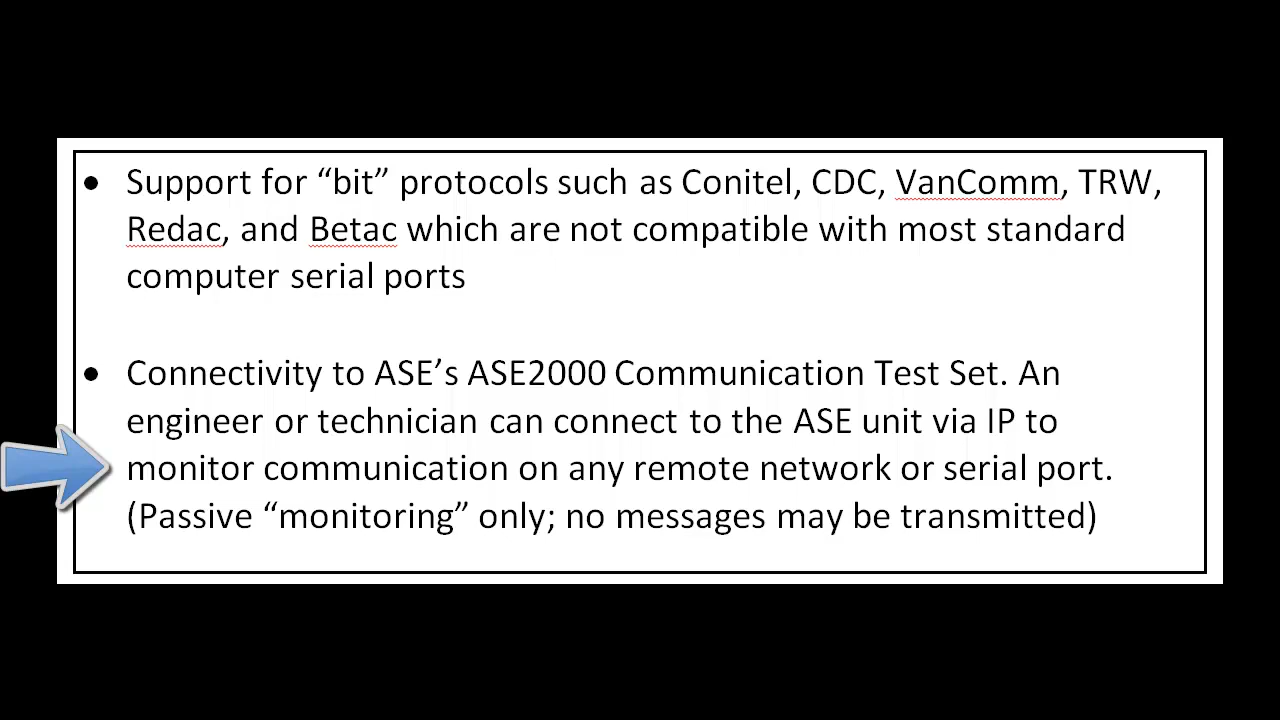 • Support for “bit” protocols such as Conitel, CDC, VanComm, TRW,
Redac, and Betac which are not compatible with most standard
computer serial ports
• Connectivity to ASE’s ASE2000 Communication Test Set. An
engineer or technician can connect to the ASE unit via IP to
monitor communication on any remote network or serial port.
(Passive “monitoring” only; no messages may be transmitted)